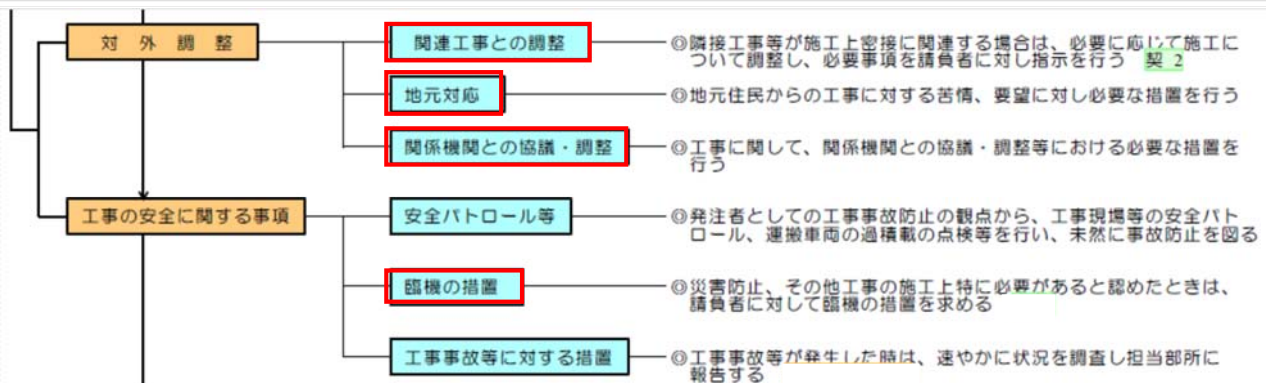 対外調整
関連工事との調整
◎隣接工事等が施工上密接に関連する場合は、必要に応じて施工に
ついて調整し、必要事項を請負者に対し指示を行う 契 2
地元対応
◎地元住民からの工事に対する苦情、要望に対し必要な措置を行う
関係機関との協議・調整
◎工事に関して、関係機関との協議・調整等における必要な措置を
行う
工事の安全に関する事項
安全パトロール等
◎発注者としての工事事故防止の観点から、工事現場等の安全パト
ロール、運搬車両の過積載の点検等を行い、未然に事故防止を図る
臨機の措置
◎災害防止、その他工事の施工上特に必要があると認めたときは、
請負者に対して臨機の措置を求める
工事事故等に対する措置
◎工事事故等が発生した時は、速やかに状況を調査し担当部所に
報告する